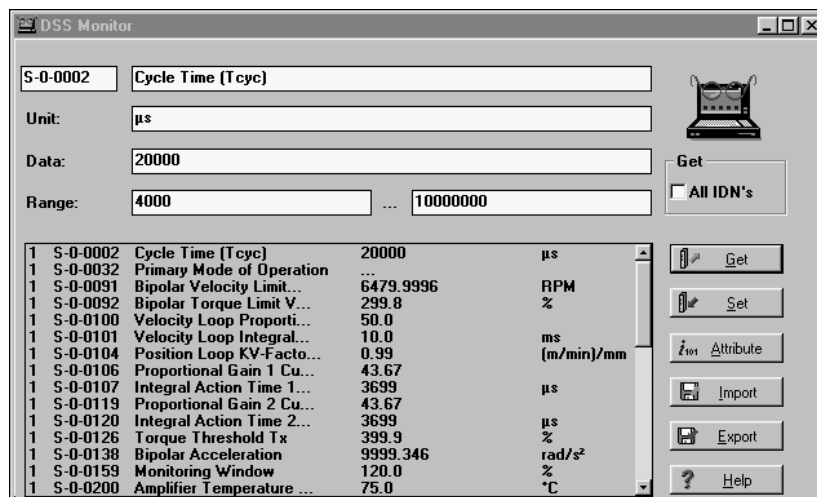 DSS Monitor
S-0-0002 Cycle Time (Tcyc)
Unit: µs
Data: 20000
Range: 4000 ... 10000000
Get
All IDN's
1 S-0-0002 Cycle Time (Tcyc) 20000 µs
1 S-0-0032 Primary Mode of Operation ...
1 S-0-0091 Bipolar Velocity Limit... 6479.9996 RPM
1 S-0-0092 Bipolar Torque Limit V... 299.8 %
1 S-0-0100 Velocity Loop Proporti... 50.0
1 S-0-0101 Velocity Loop Integral... 10.0 ms
1 S-0-0104 Position Loop KV-Facto... 0.99 (m/min)/mm
1 S-0-0106 Proportional Gain 1 Cu... 43.67
1 S-0-0107 Integral Action Time 1... 3699 µs
1 S-0-0119 Proportional Gain 2 Cu... 43.67
1 S-0-0120 Integral Action Time 2... 3699 µs
1 S-0-0126 Torque Threshold Tx 399.9 %
1 S-0-0138 Bipolar Acceleration 9999.346 rad/s²
1 S-0-0159 Monitoring Window 120.0 %
1 S-0-0200 Amplifier Temperature ... 75.0 °C
Get
Set
i101 Attribute
Import
Export
? Help